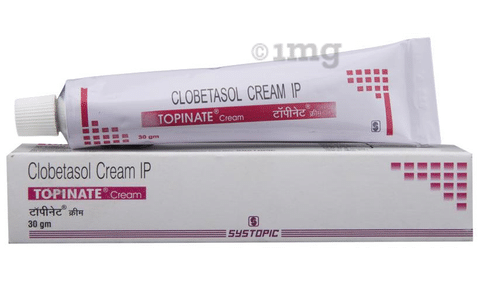 ©1mg
CLOBETASOL CREAM IP
TOPINATE® Cream टॉपीनेट® क्रीम
30 gm
Clobetasol Cream IP
TOPINATE® Cream
टॉपीनेट® क्रीम
30 gm
S
SYSTOPIC